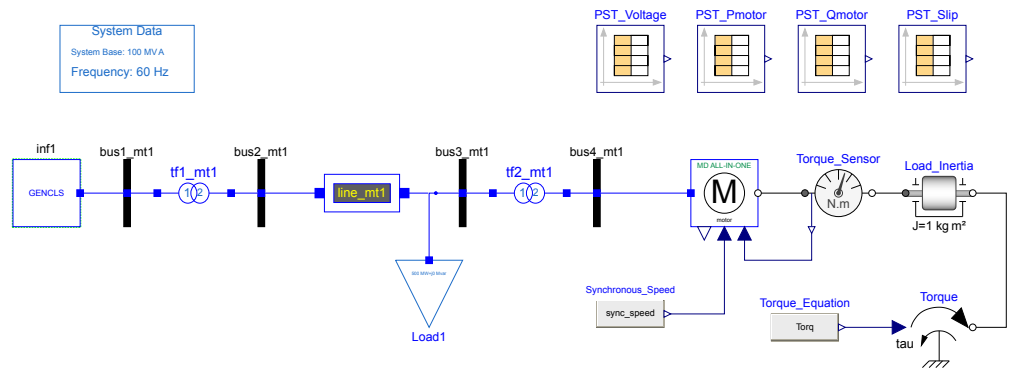 System Data
System Base: 100 MVA
Frequency: 60 Hz
PST_Voltage
PST_Pmotor
PST_Qmotor
PST_Slip
inf1
GENCLS
bus1_mt1
tf1_mt1
1 2
bus2_mt1
line_mt1
bus3_mt1
tf2_mt1
1 2
bus4_mt1
MD ALL-IN-ONE
M
motor
Torque_Sensor
N.m
Load_Inertia
J=1 kg m²
Load1
Synchronous_Speed
sync_speed
Torque_Equation
Torq
Torque
tau